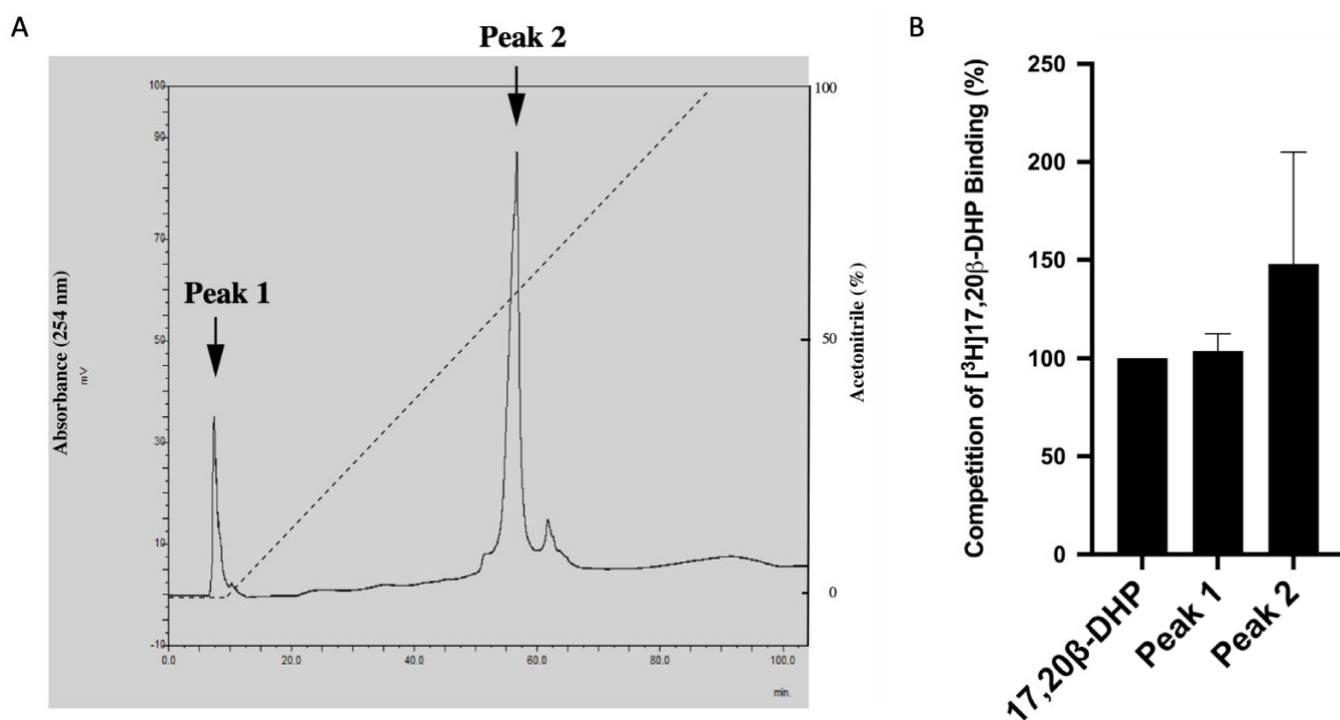 A
Peak 2
Peak 1
Absorbance (254 nm)
mV
100
90
70
50
30
10
-10
0.0 20.0 40.0 60.0 80.0 100.0
min.
100
50
0
Acetonitrile (%)
B
Competition of [³H]17,20β-DHP Binding (%)
250
200
150
100
50
0
17,20β-DHP
Peak 1
Peak 2